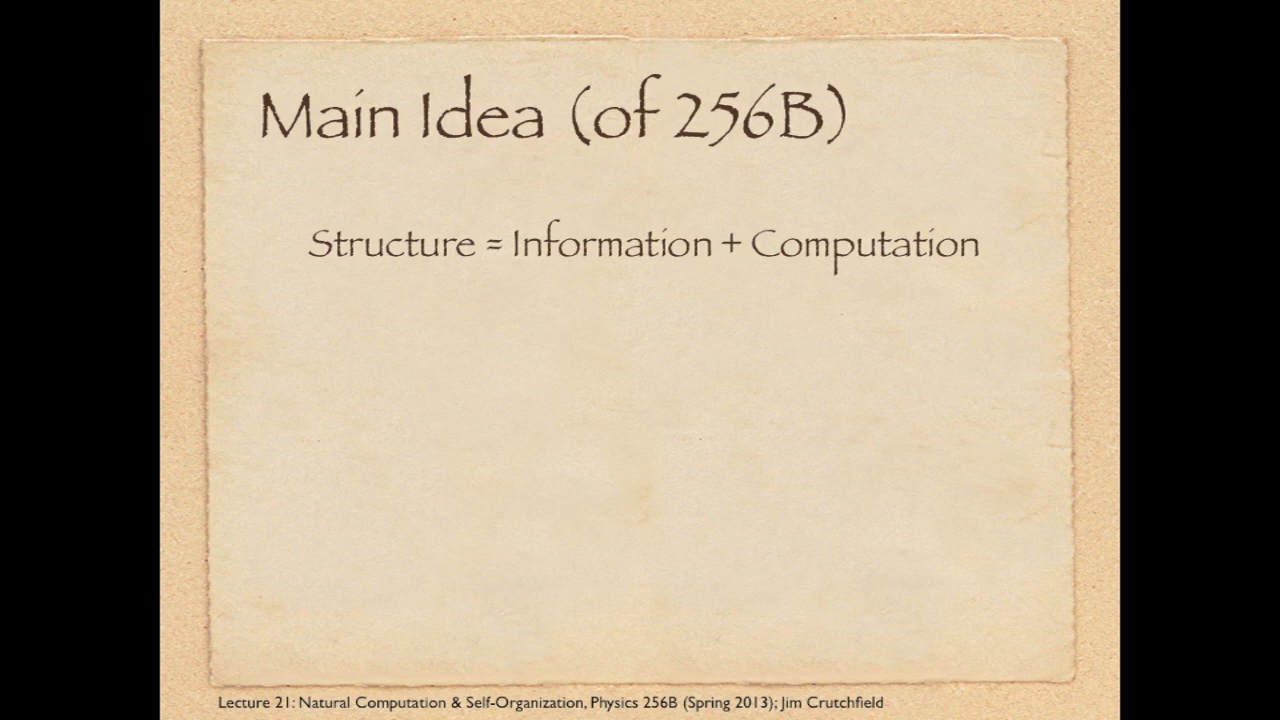 Main Idea (of 256B)
Structure = Information + Computation
Lecture 21: Natural Computation & Self-Organization, Physics 256B (Spring 2013); Jim Crutchfield